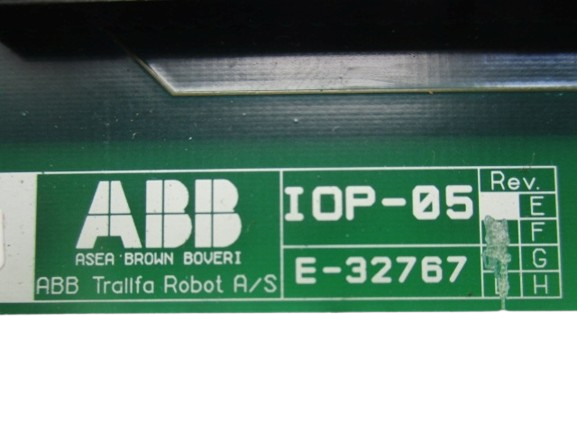 ABB
ASEA BROWN BOVERI
ABB Trallfa Robot A/S
IOP-05
E-32767
Rev.
E
F
G
H